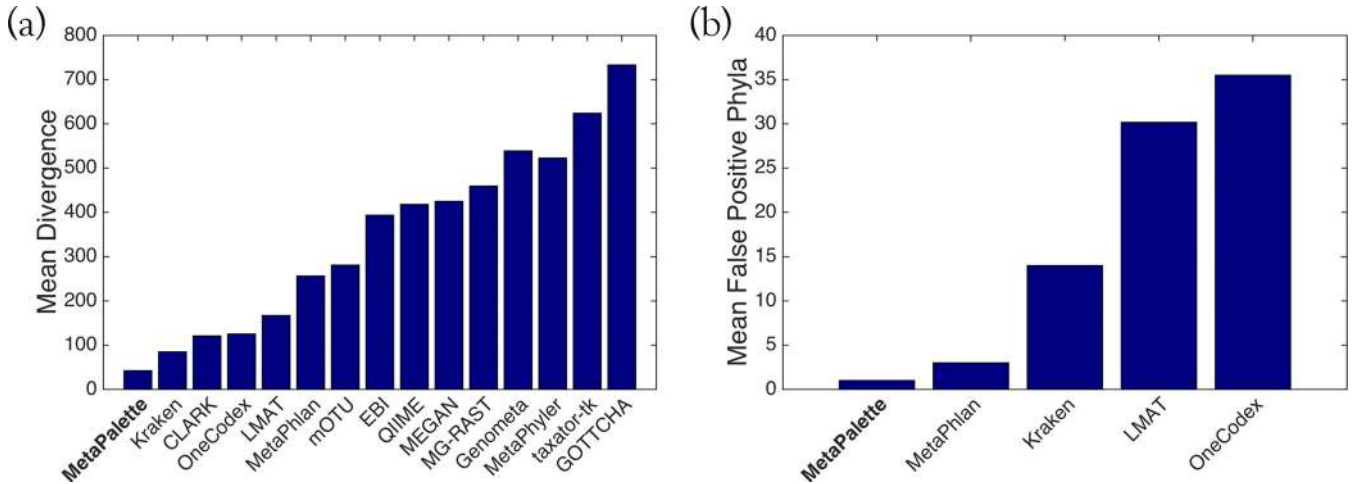 (a)
800
700
600
500
400
300
200
100
0
Mean Divergence
MetaPalette
Kraken
CLARK
OneCodex
LMAT
MetaPhlan
mOTU
EBI
QIIME
MEGAN
MG-RAST
Genometa
MetaPhyler
taxator-tk
GOTTCHA
(b)
40
35
30
25
20
15
10
5
0
Mean False Positive Phyla
MetaPalette
MetaPhlan
Kraken
LMAT
OneCodex